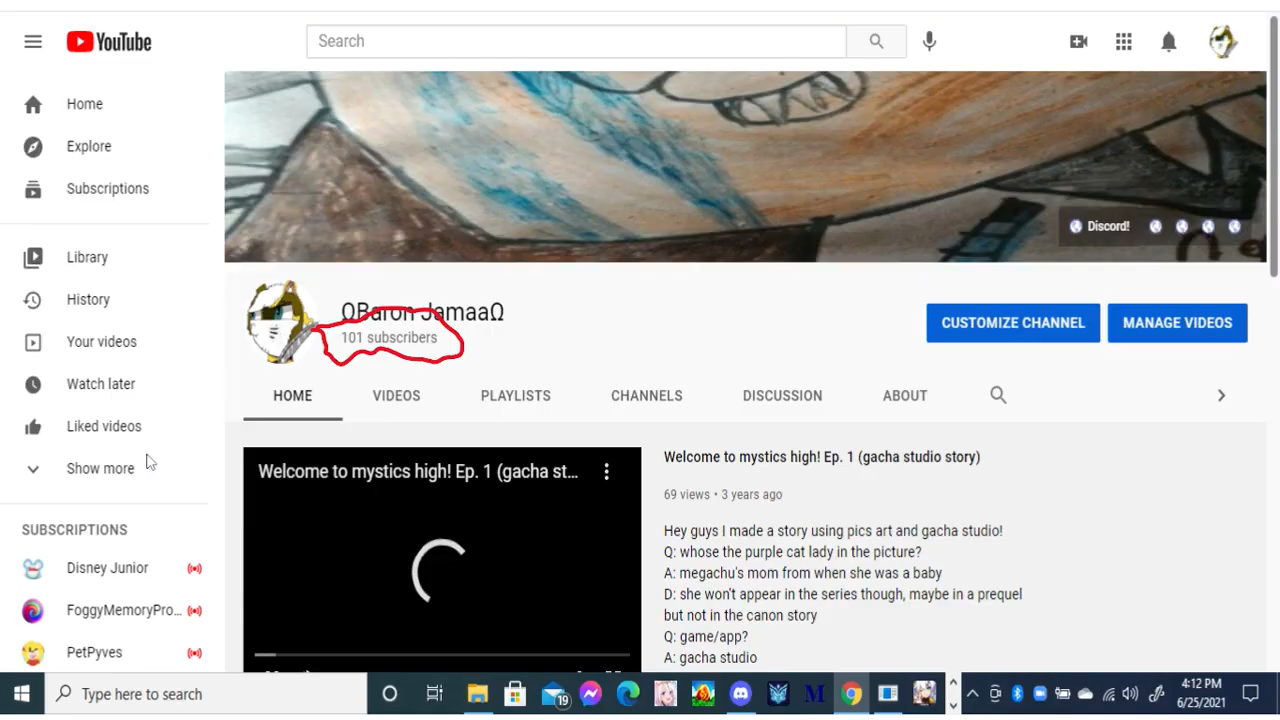 YouTube
Search
Home
Explore
Subscriptions
Library
History
Your videos
Watch later
Liked videos
Show more
SUBSCRIPTIONS
Disney Junior
FoggyMemoryPro...
PetPyves
Discord!
ΩBaron JamaaΩ
101 subscribers
CUSTOMIZE CHANNEL
MANAGE VIDEOS
HOME
VIDEOS
PLAYLISTS
CHANNELS
DISCUSSION
ABOUT
Welcome to mystics high! Ep. 1 (gacha st...
Welcome to mystics high! Ep. 1 (gacha studio story)
69 views • 3 years ago
Hey guys I made a story using pics art and gacha studio!
Q: whose the purple cat lady in the picture?
A: megachu's mom from when she was a baby
D: she won't appear in the series though, maybe in a prequel
but not in the canon story
Q: game/app?
A: gacha studio
Type here to search
19
M
4:12 PM
6/25/2021